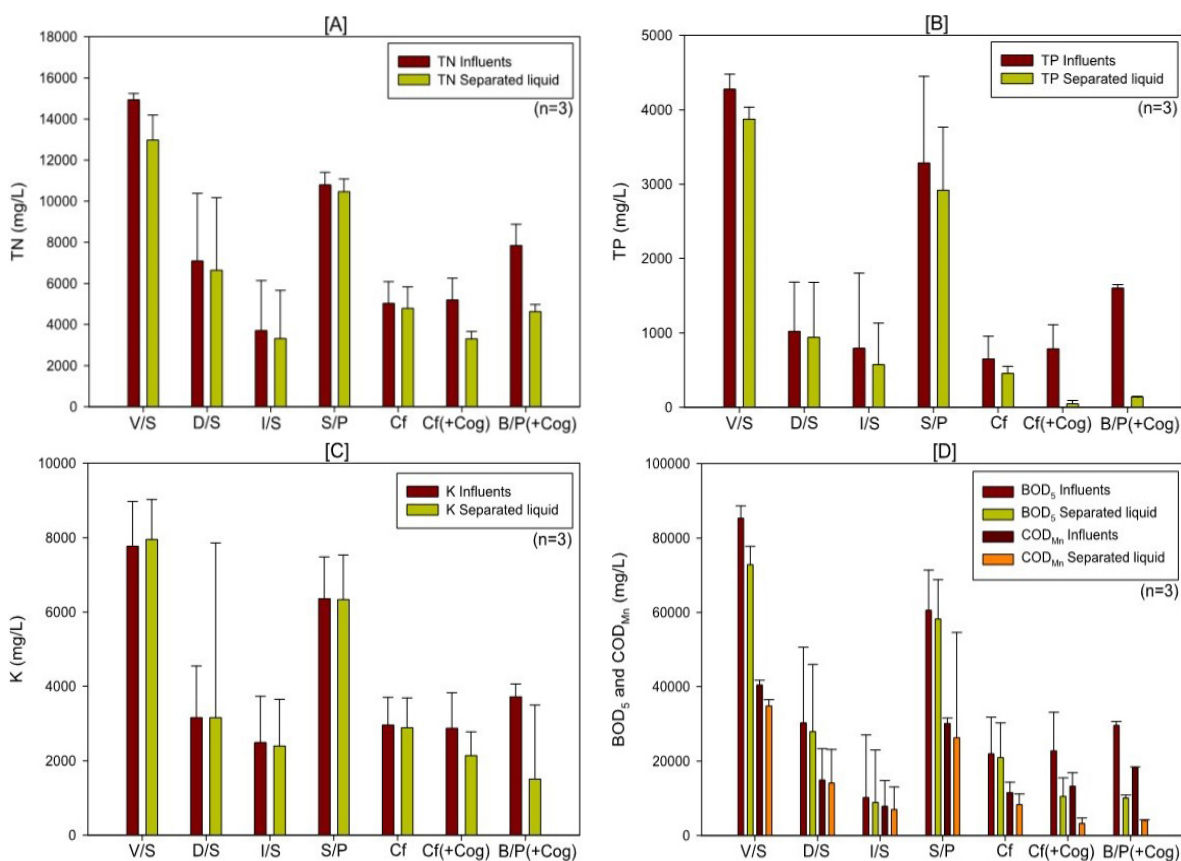 [A]
TN (mg/L)
16000
14000
12000
10000
8000
6000
4000
2000
0
TN Influents
TN Separated liquid
(n=3)
V/S D/S I/S S/P Cf Cf(+Cog) B/P(+Cog)
[B]
TP (mg/L)
5000
4000
3000
2000
1000
0
TP Influents
TP Separated liquid
(n=3)
V/S D/S I/S S/P Cf Cf(+Cog) B/P(+Cog)
[C]
K (mg/L)
10000
8000
6000
4000
2000
0
K Influents
K Separated liquid
(n=3)
V/S D/S I/S S/P Cf Cf(+Cog) B/P(+Cog)
[D]
BOD₅ and COD_Mn (mg/L)
100000
80000
60000
40000
20000
0
BOD₅ Influents
BOD₅ Separated liquid
COD_Mn Influents
COD_Mn Separated liquid
(n=3)
V/S D/S I/S S/P Cf Cf(+Cog) B/P(+Cog)